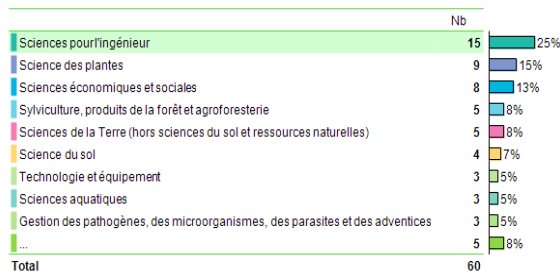 Nb
Sciences pour l'ingénieur 15 25%
Science des plantes 9 15%
Sciences économiques et sociales 8 13%
Sylviculture, produits de la forêt et agroforesterie 5 8%
Sciences de la Terre (hors sciences du sol et ressources naturelles) 5 8%
Science du sol 4 7%
Technologie et équipement 3 5%
Sciences aquatiques 3 5%
Gestion des pathogènes, des microorganismes, des parasites et des adventices 3 5%
... 5 8%
Total 60